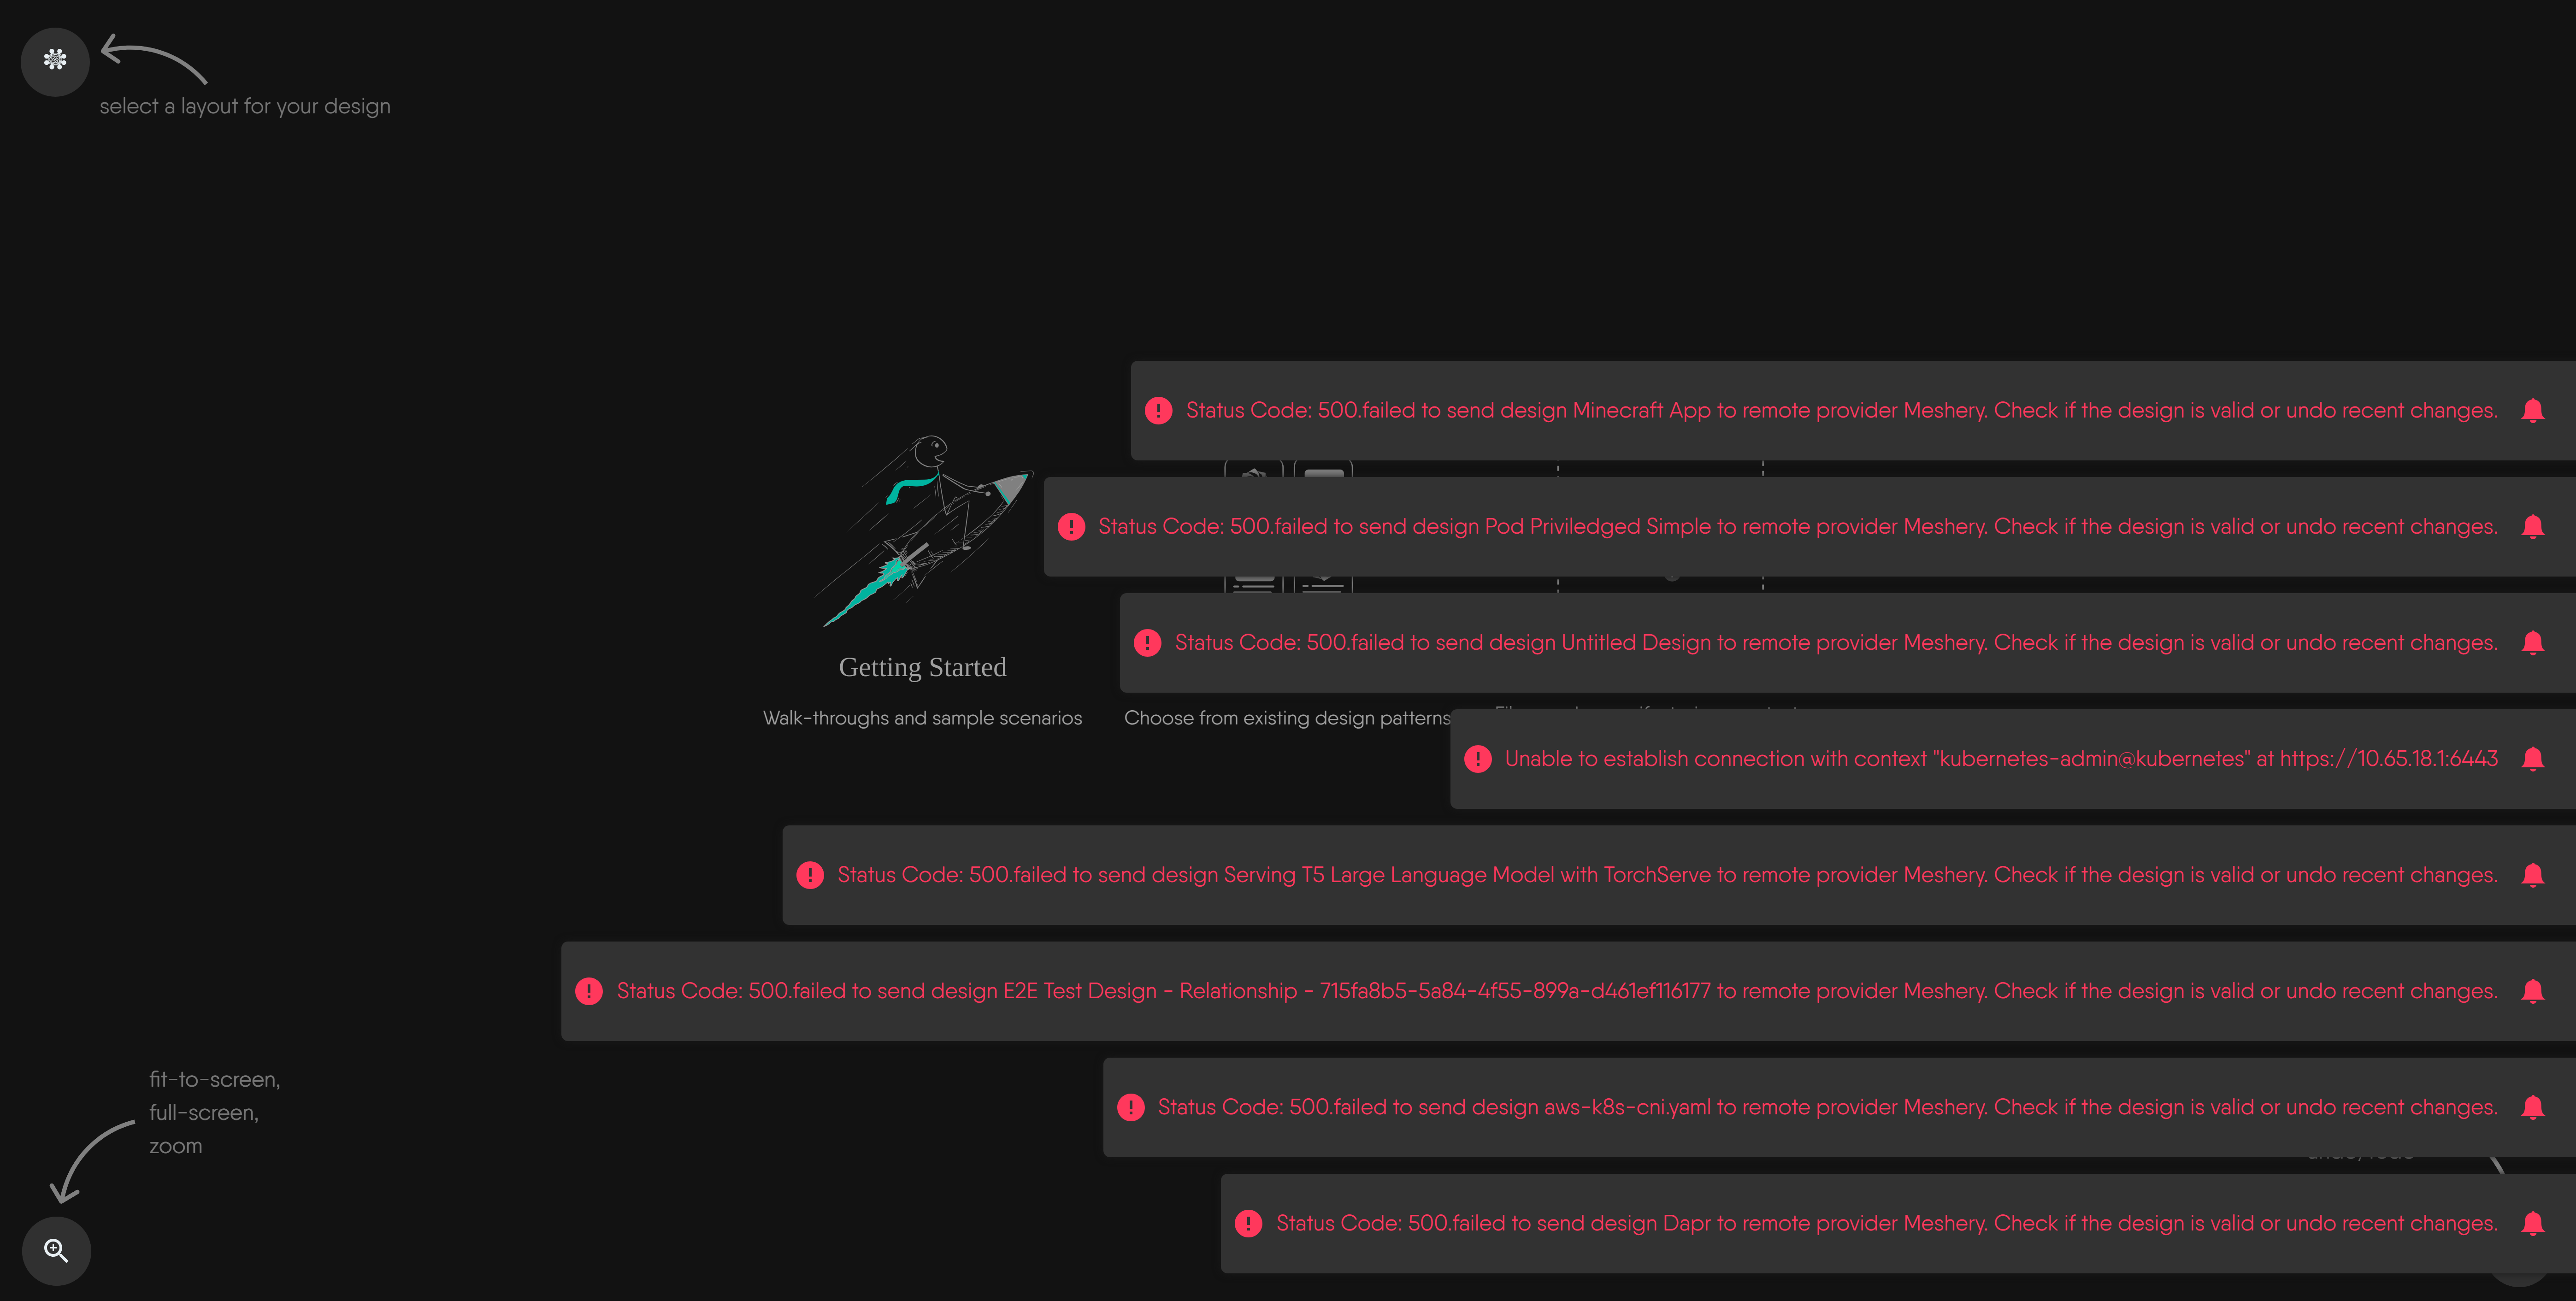 select a layout for your design
Status Code: 500.failed to send design Minecraft App to remote provider Meshery. Check if the design is valid or undo recent changes.
Status Code: 500.failed to send design Pod Priviledged Simple to remote provider Meshery. Check if the design is valid or undo recent changes.
Status Code: 500.failed to send design Untitled Design to remote provider Meshery. Check if the design is valid or undo recent changes.
Getting Started
Walk-throughs and sample scenarios
Choose from existing design patterns
Unable to establish connection with context "kubernetes-admin@kubernetes" at https://10.65.18.1:6443
Status Code: 500.failed to send design Serving T5 Large Language Model with TorchServe to remote provider Meshery. Check if the design is valid or undo recent changes.
Status Code: 500.failed to send design E2E Test Design - Relationship - 715fa8b5-5a84-4f55-899a-d461ef116177 to remote provider Meshery. Check if the design is valid or undo recent changes.
fit-to-screen,
full-screen,
zoom
Status Code: 500.failed to send design aws-k8s-cni.yaml to remote provider Meshery. Check if the design is valid or undo recent changes.
Status Code: 500.failed to send design Dapr to remote provider Meshery. Check if the design is valid or undo recent changes.